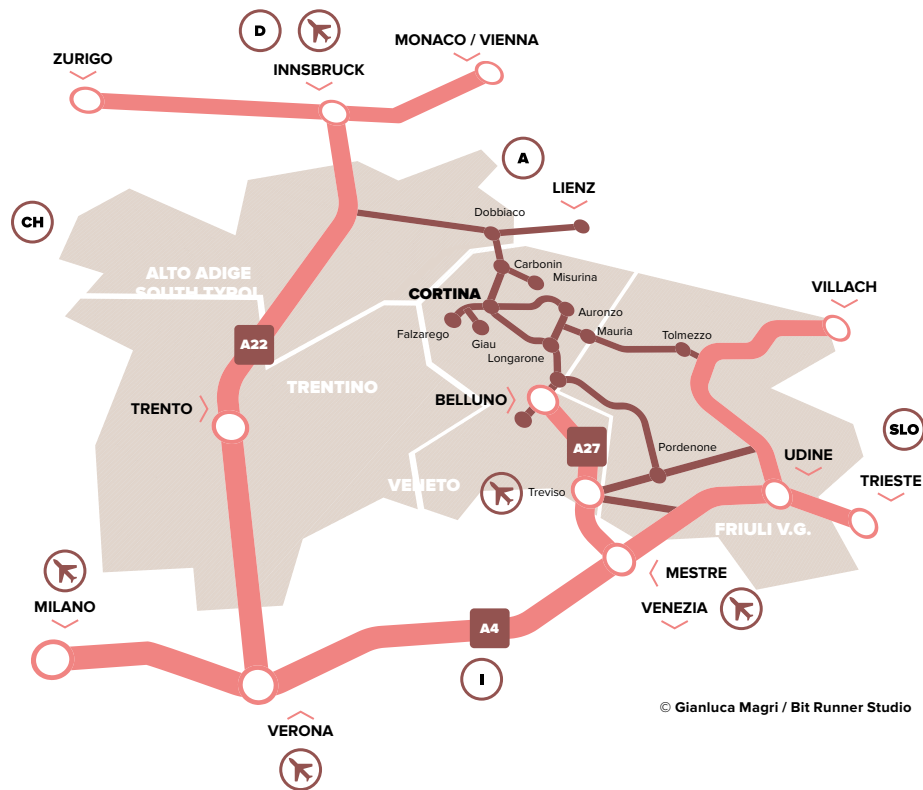 D
MONACO / VIENNA
ZURIGO
INNSBRUCK
A
LIENZ
CH
Dobbiaco
Carbonin
ALTO ADIGE
SOUTH TYROL
Misurina
CORTINA
VILLACH
Auronzo
Falzarego
Giau
Mauria
Tolmezzo
A22
Longarone
TRENTINO
BELLUNO
TRENTO
SLO
A27
Pordenone
UDINE
VENETO
Treviso
TRIESTE
FRIULI V.G.
MESTRE
MILANO
VENEZIA
A4
I
© Gianluca Magri / Bit Runner Studio
VERONA